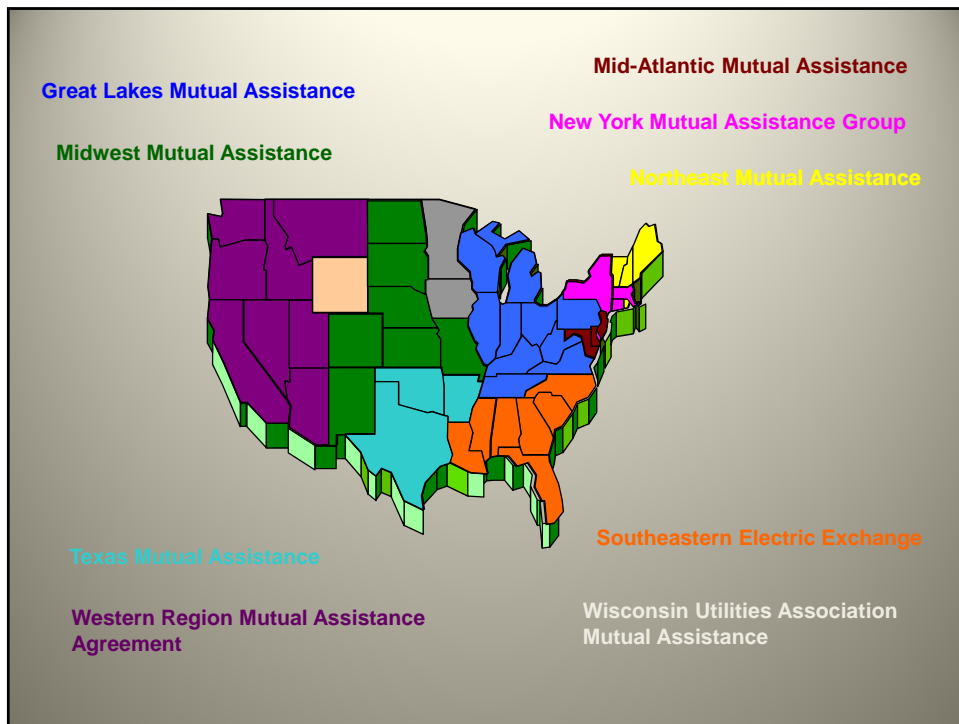 Mid-Atlantic Mutual Assistance
Great Lakes Mutual Assistance
New York Mutual Assistance Group
Midwest Mutual Assistance
Northeast Mutual Assistance
Southeastern Electric Exchange
Texas Mutual Assistance
Western Region Mutual Assistance
Agreement
Wisconsin Utilities Association
Mutual Assistance